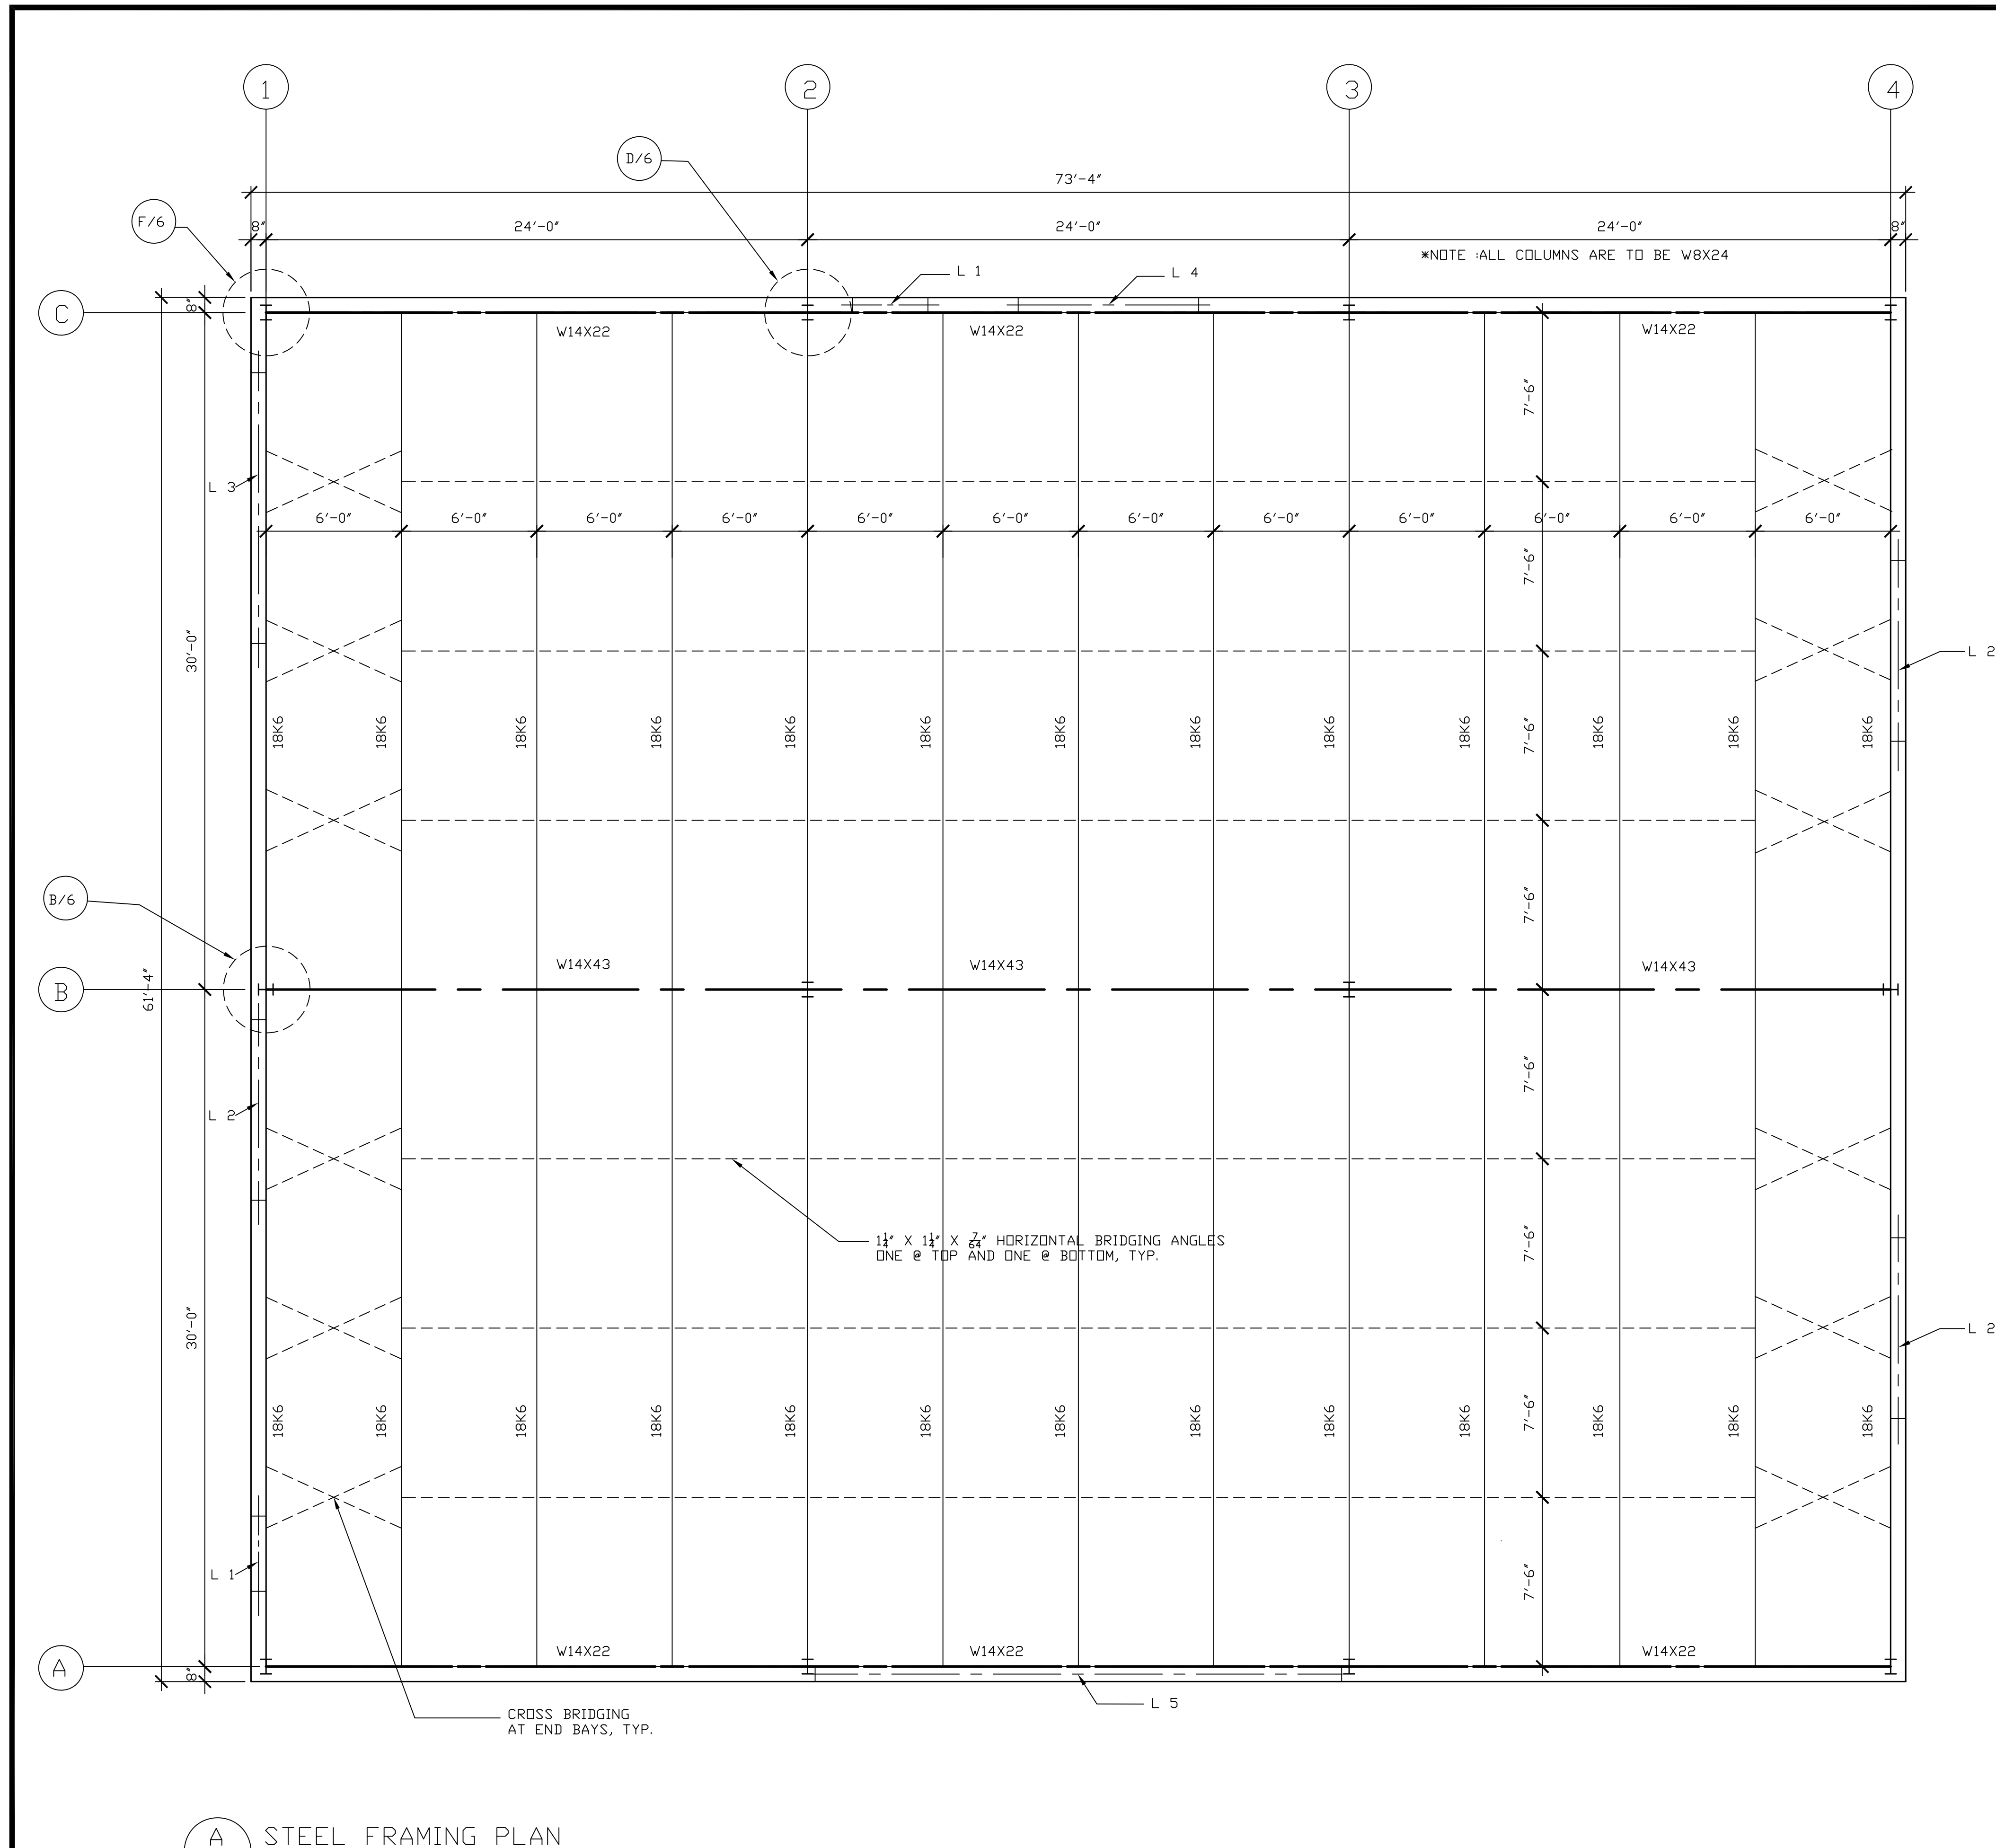 1
2
3
4
D/6
73'-4"
F/6
8"
24'-0"
24'-0"
24'-0"
8"
*NOTE :ALL COLUMNS ARE TO BE W8X24
L 1
L 4
C
8"
W14X22
W14X22
W14X22
7'-6"
L 3
6'-0"
6'-0"
6'-0"
6'-0"
6'-0"
6'-0"
6'-0"
6'-0"
6'-0"
6'-0"
6'-0"
6'-0"
7'-6"
30'-0"
L 2
18K6
18K6
18K6
18K6
18K6
18K6
18K6
18K6
18K6
18K6
7'-6"
18K6
18K6
18K6
B/6
7'-6"
W14X43
W14X43
W14X43
B
61'-4"
7'-6"
L 2
1 1/4" X 1 1/4" X 7/64" HORIZONTAL BRIDGING ANGLES
ONE @ TOP AND ONE @ BOTTOM, TYP.
7'-6"
30'-0"
L 2
18K6
18K6
18K6
18K6
18K6
18K6
18K6
18K6
18K6
18K6
7'-6"
18K6
18K6
18K6
L 1
7'-6"
W14X22
W14X22
W14X22
A
8"
L 5
CROSS BRIDGING
AT END BAYS, TYP.
A
STEEL FRAMING PLAN